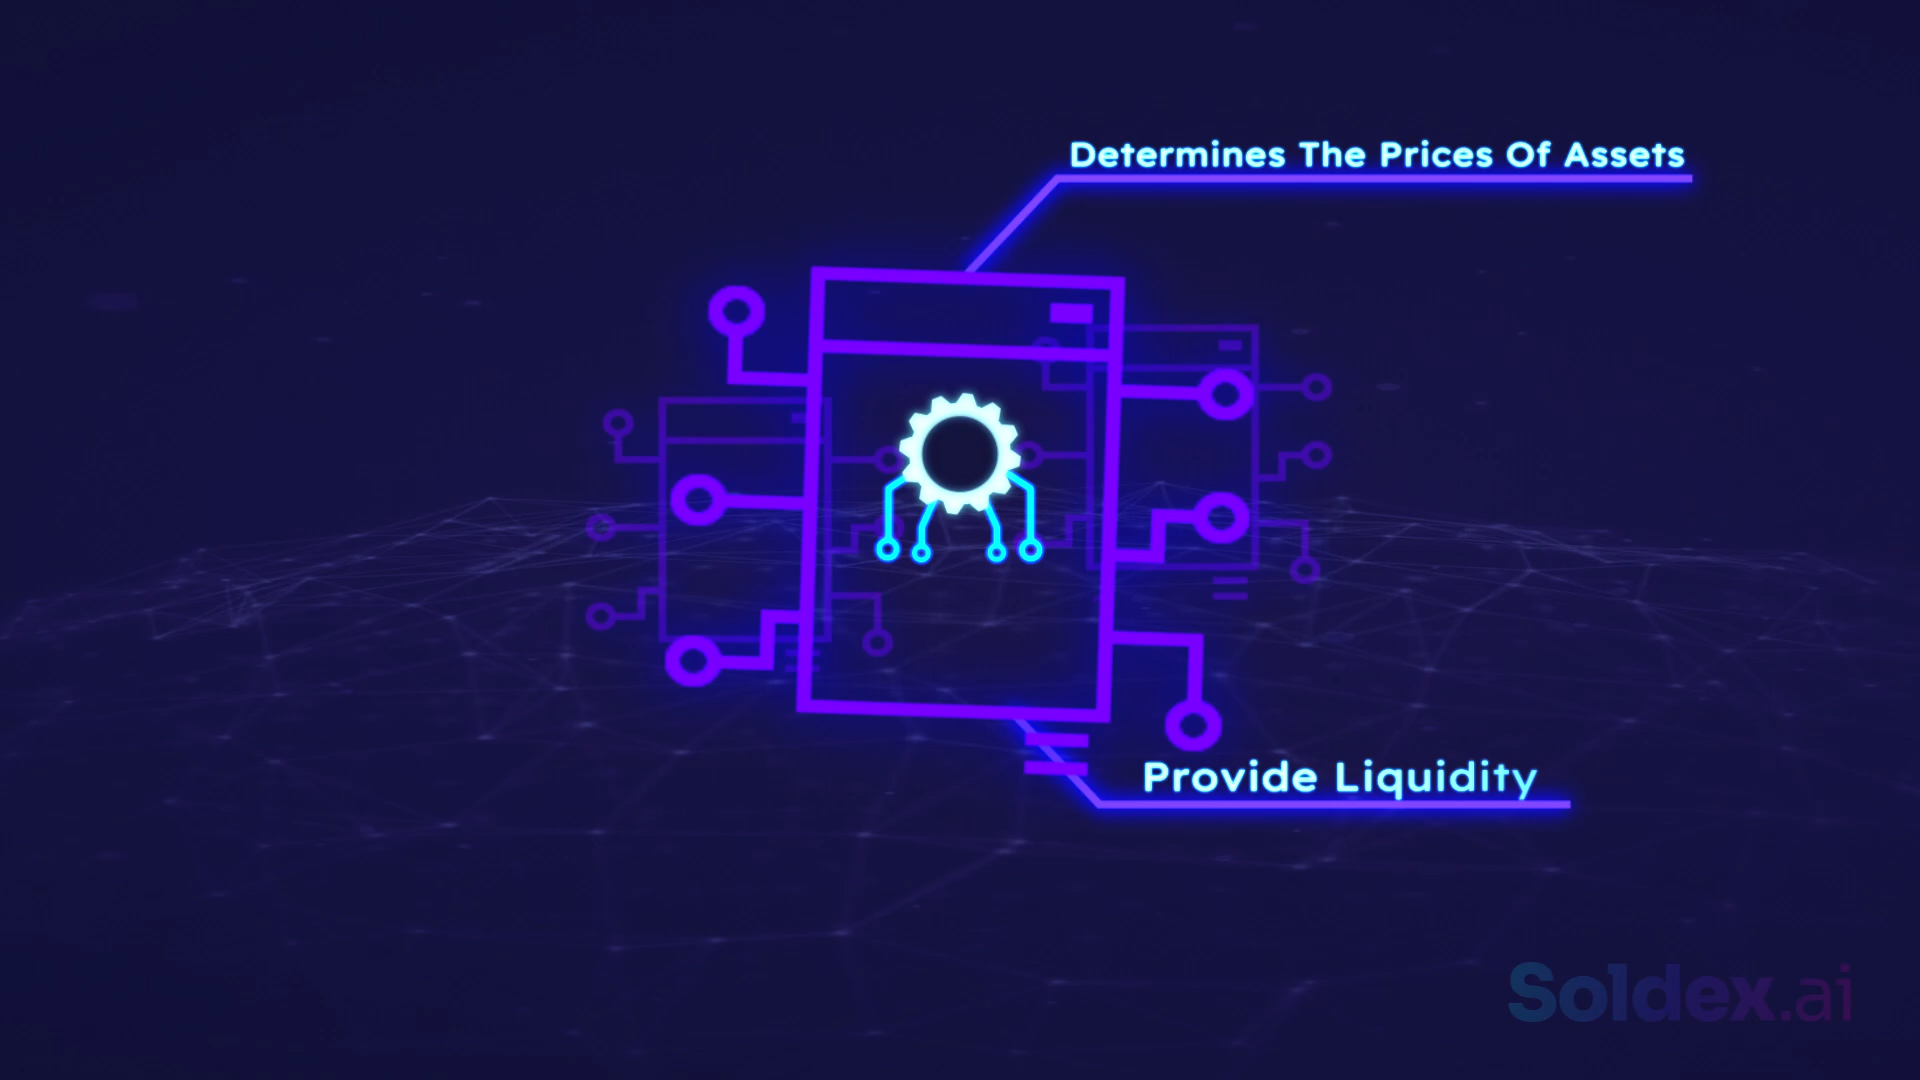 Determines The Prices Of Assets
Provide Liquidity
Soldex.ai